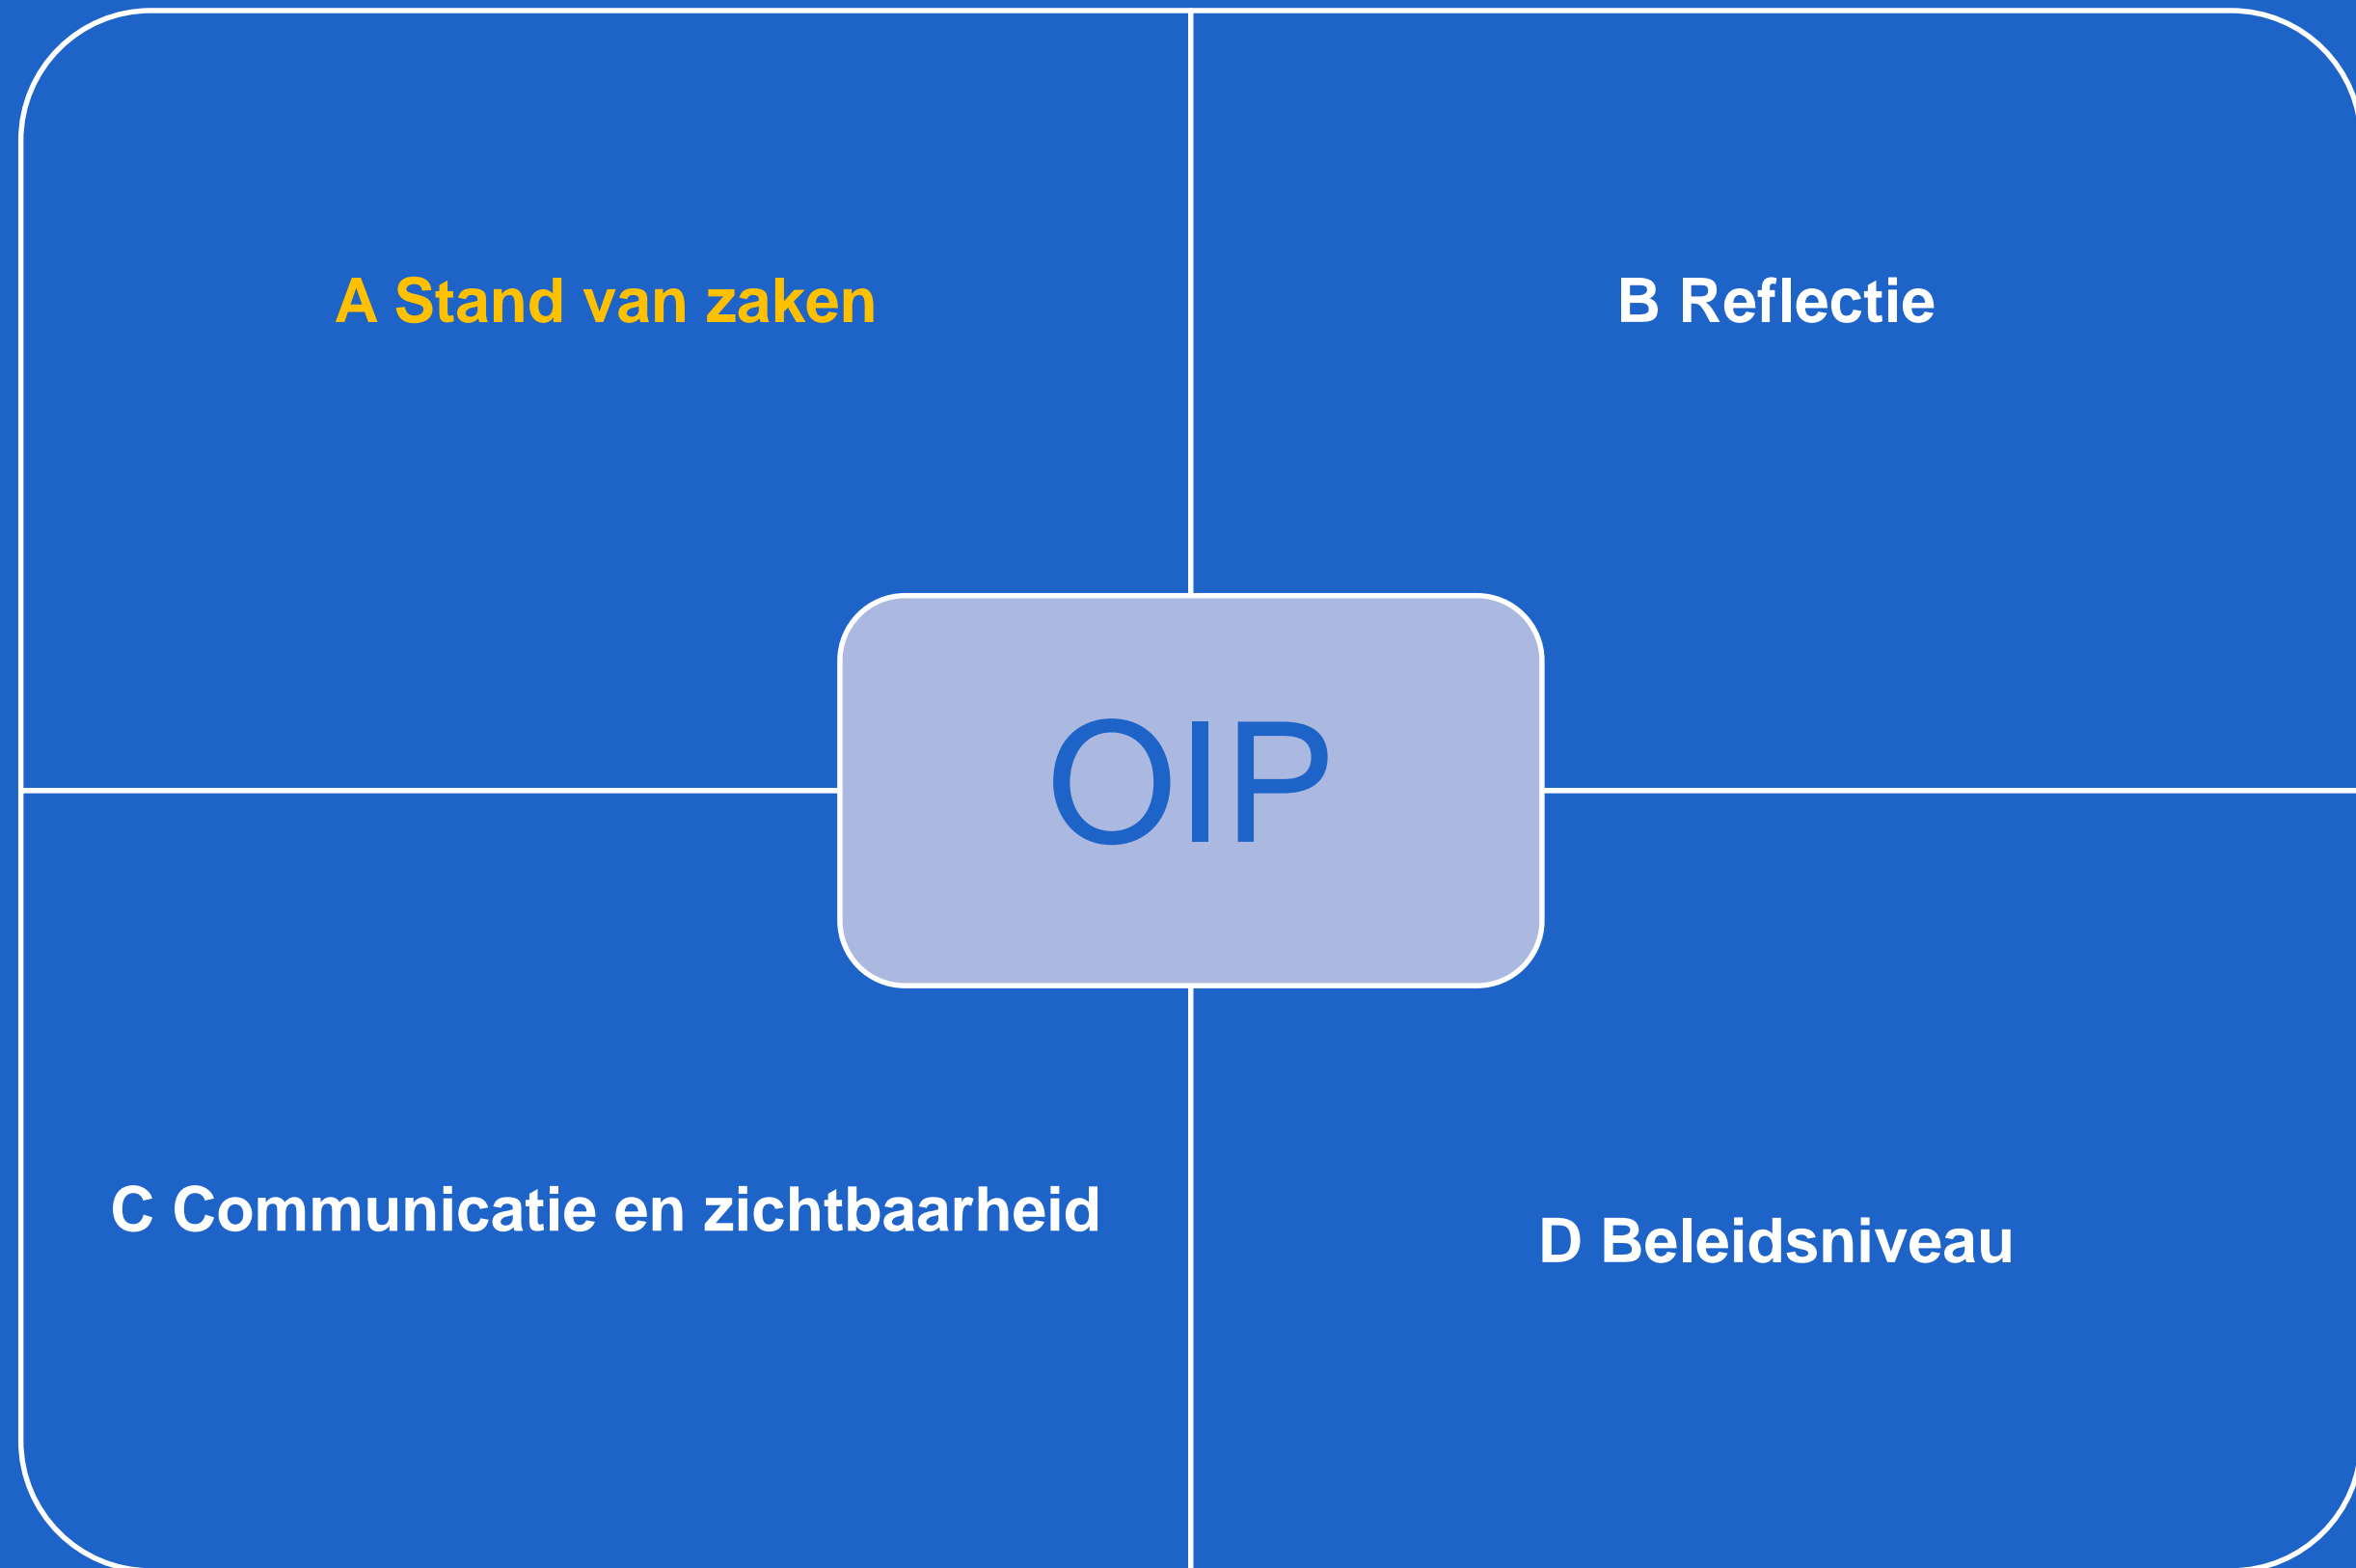 A Stand van zaken
B Reflectie
OIP
C Communicatie en zichtbaarheid
D Beleidsniveau